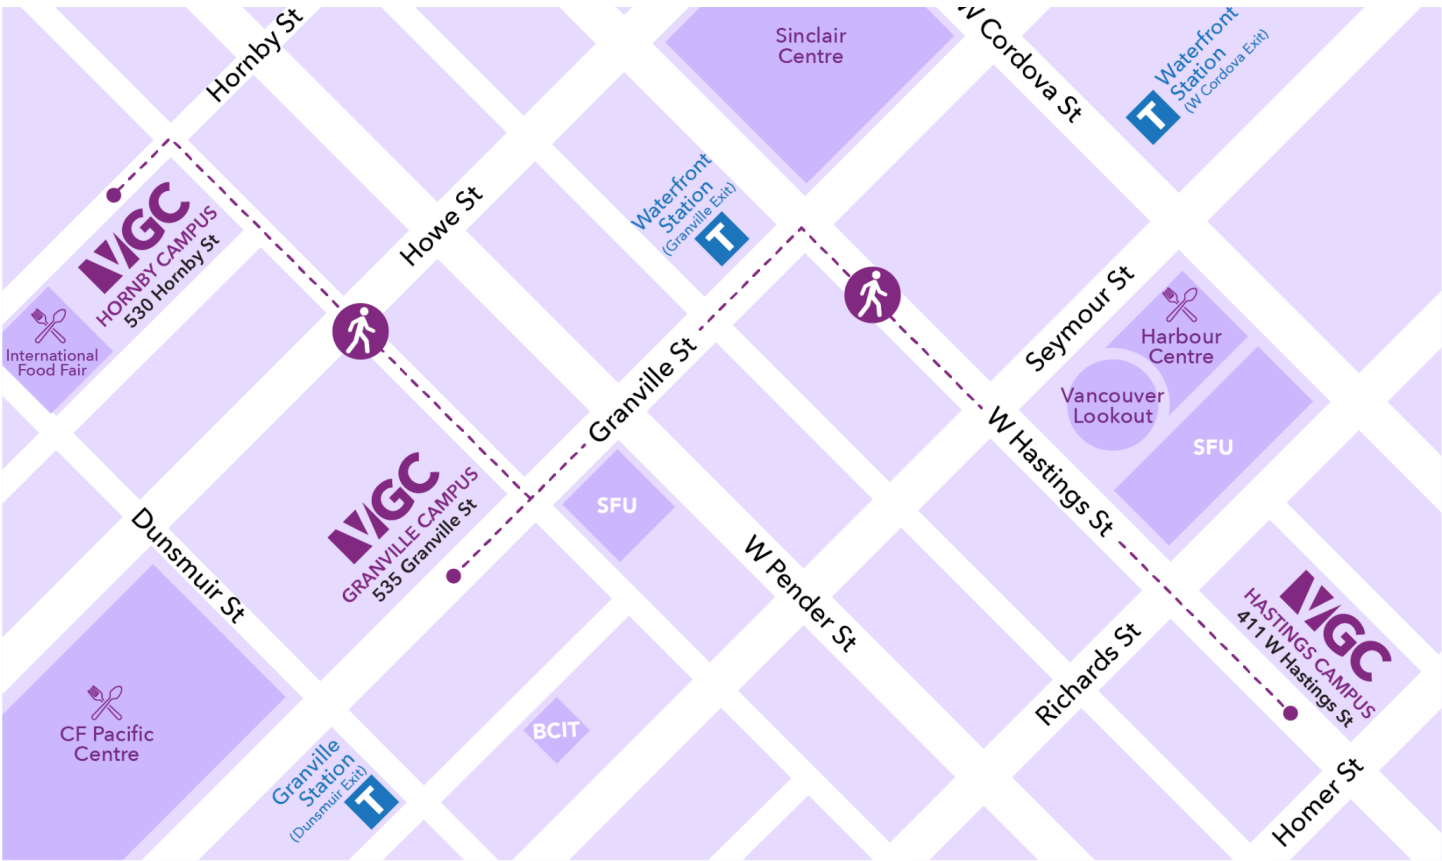 Hornby St
Sinclair
Centre
W Cordova St
Waterfront
Station
(W Cordova Exit)
T
Waterfront
Station
(Granville Exit)
T
Howe St
VGC
HORNBY CAMPUS
530 Hornby St
International
Food Fair
Seymour St
Harbour
Centre
Vancouver
Lookout
SFU
Granville St
W Hastings St
VGC
GRANVILLE CAMPUS
535 Granville St
SFU
Dunsmuir St
W Pender St
VGC
HASTINGS CAMPUS
411 W Hastings St
Richards St
CF Pacific
Centre
BCIT
Granville
Station
(Dunsmuir Exit)
T
Homer St